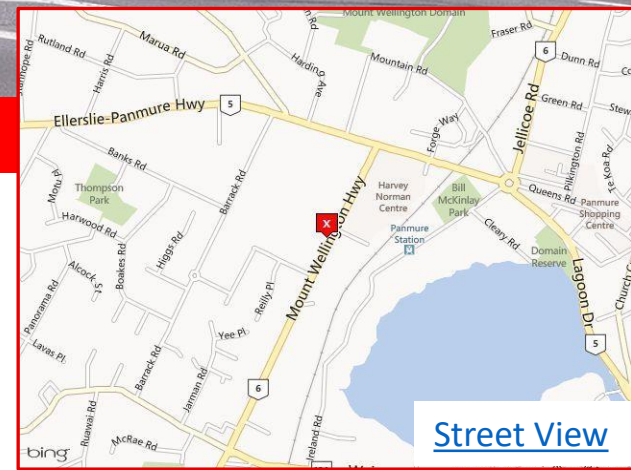 Mount Wellington Domain
Fraser Rd
Stanhope Rd
Rutland Rd
Marua Rd
6
Dunn Rd
Harris Rd
Harding Ave
Mountain Rd
Jellicoe Rd
Green Rd
Ellerslie-Panmure Hwy
5
Forge Way
Pilkington Rd
Te Koa Rd
Banks Rd
Barrack Rd
Motu Pl
Thompson
Park
Mount Wellington Hwy
Harvey
Norman
Centre
Bill
McKinlay
Park
Queens Rd
Panmure
Shopping
Centre
Harwood Rd
X
Panmure
Station
M
Cleary Rd
Higgs Rd
Boakes Rd
Domain
Reserve
Alcock St
Panorama Rd
Reilly Pl
Lagoon Dr
Yee Pl
Lavas Pl
5
Barrack Rd
Jarman Rd
6
Ireland Rd
Ruawai Rd
McRae Rd
bing
Street View